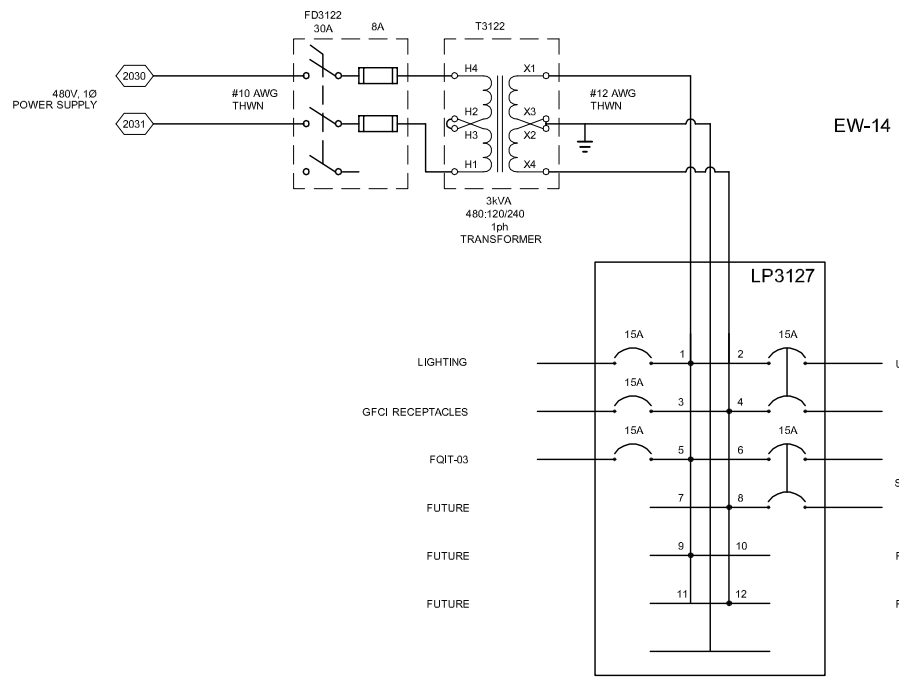 FD3122
30A
8A
T3122
2030
480V, 1Ø
POWER SUPPLY
2031
#10 AWG
THWN
H4
H2
H3
H1
X1
X3
X2
X4
#12 AWG
THWN
EW-14
3kVA
480:120/240
1ph
TRANSFORMER
LP3127
15A
15A
LIGHTING
1
2
U
15A
GFCI RECEPTACLES
3
4
15A
15A
FQIT-03
5
6
S
FUTURE
7
8
FUTURE
9
10
F
FUTURE
11
12
F